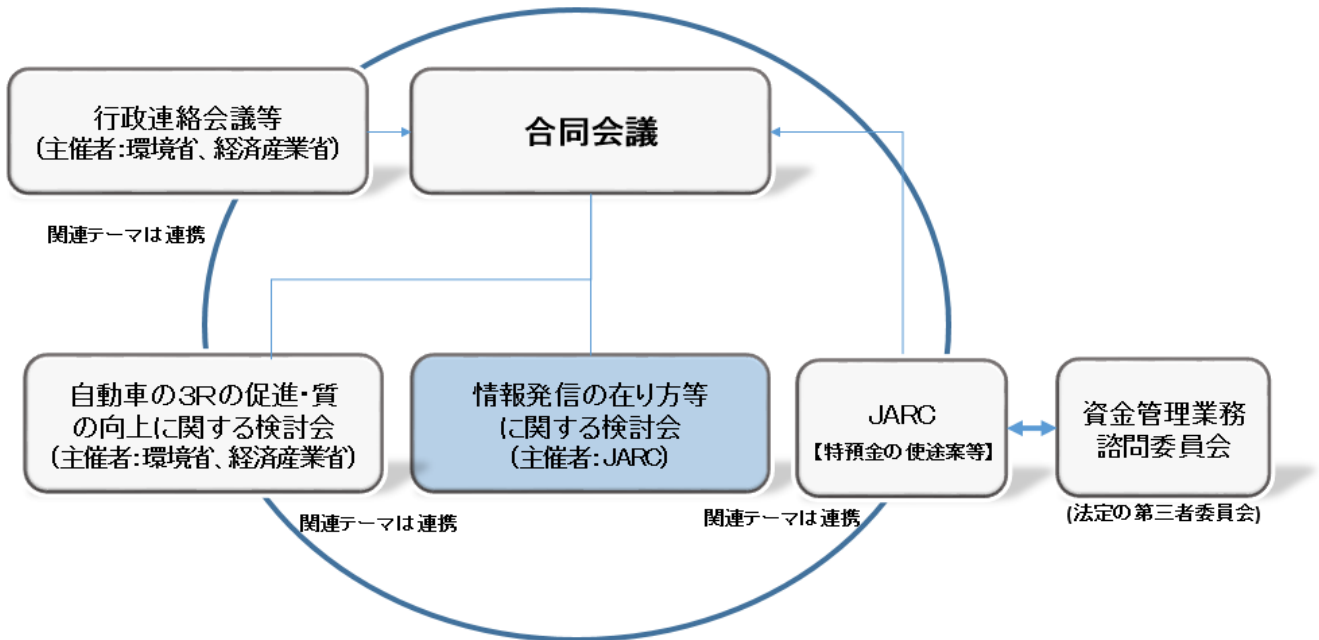 行政連絡会議等
(主催者:環境省、経済産業省)
合同会議
関連テーマは連携
自動車の3Rの促進・質
の向上に関する検討会
(主催者:環境省、経済産業省)
情報発信の在り方等
に関する検討会
(主催者:JARC)
JARC
【特預金の使途案等】
資金管理業務
諮問委員会
(法定の第三者委員会)
関連テーマは連携
関連テーマは連携